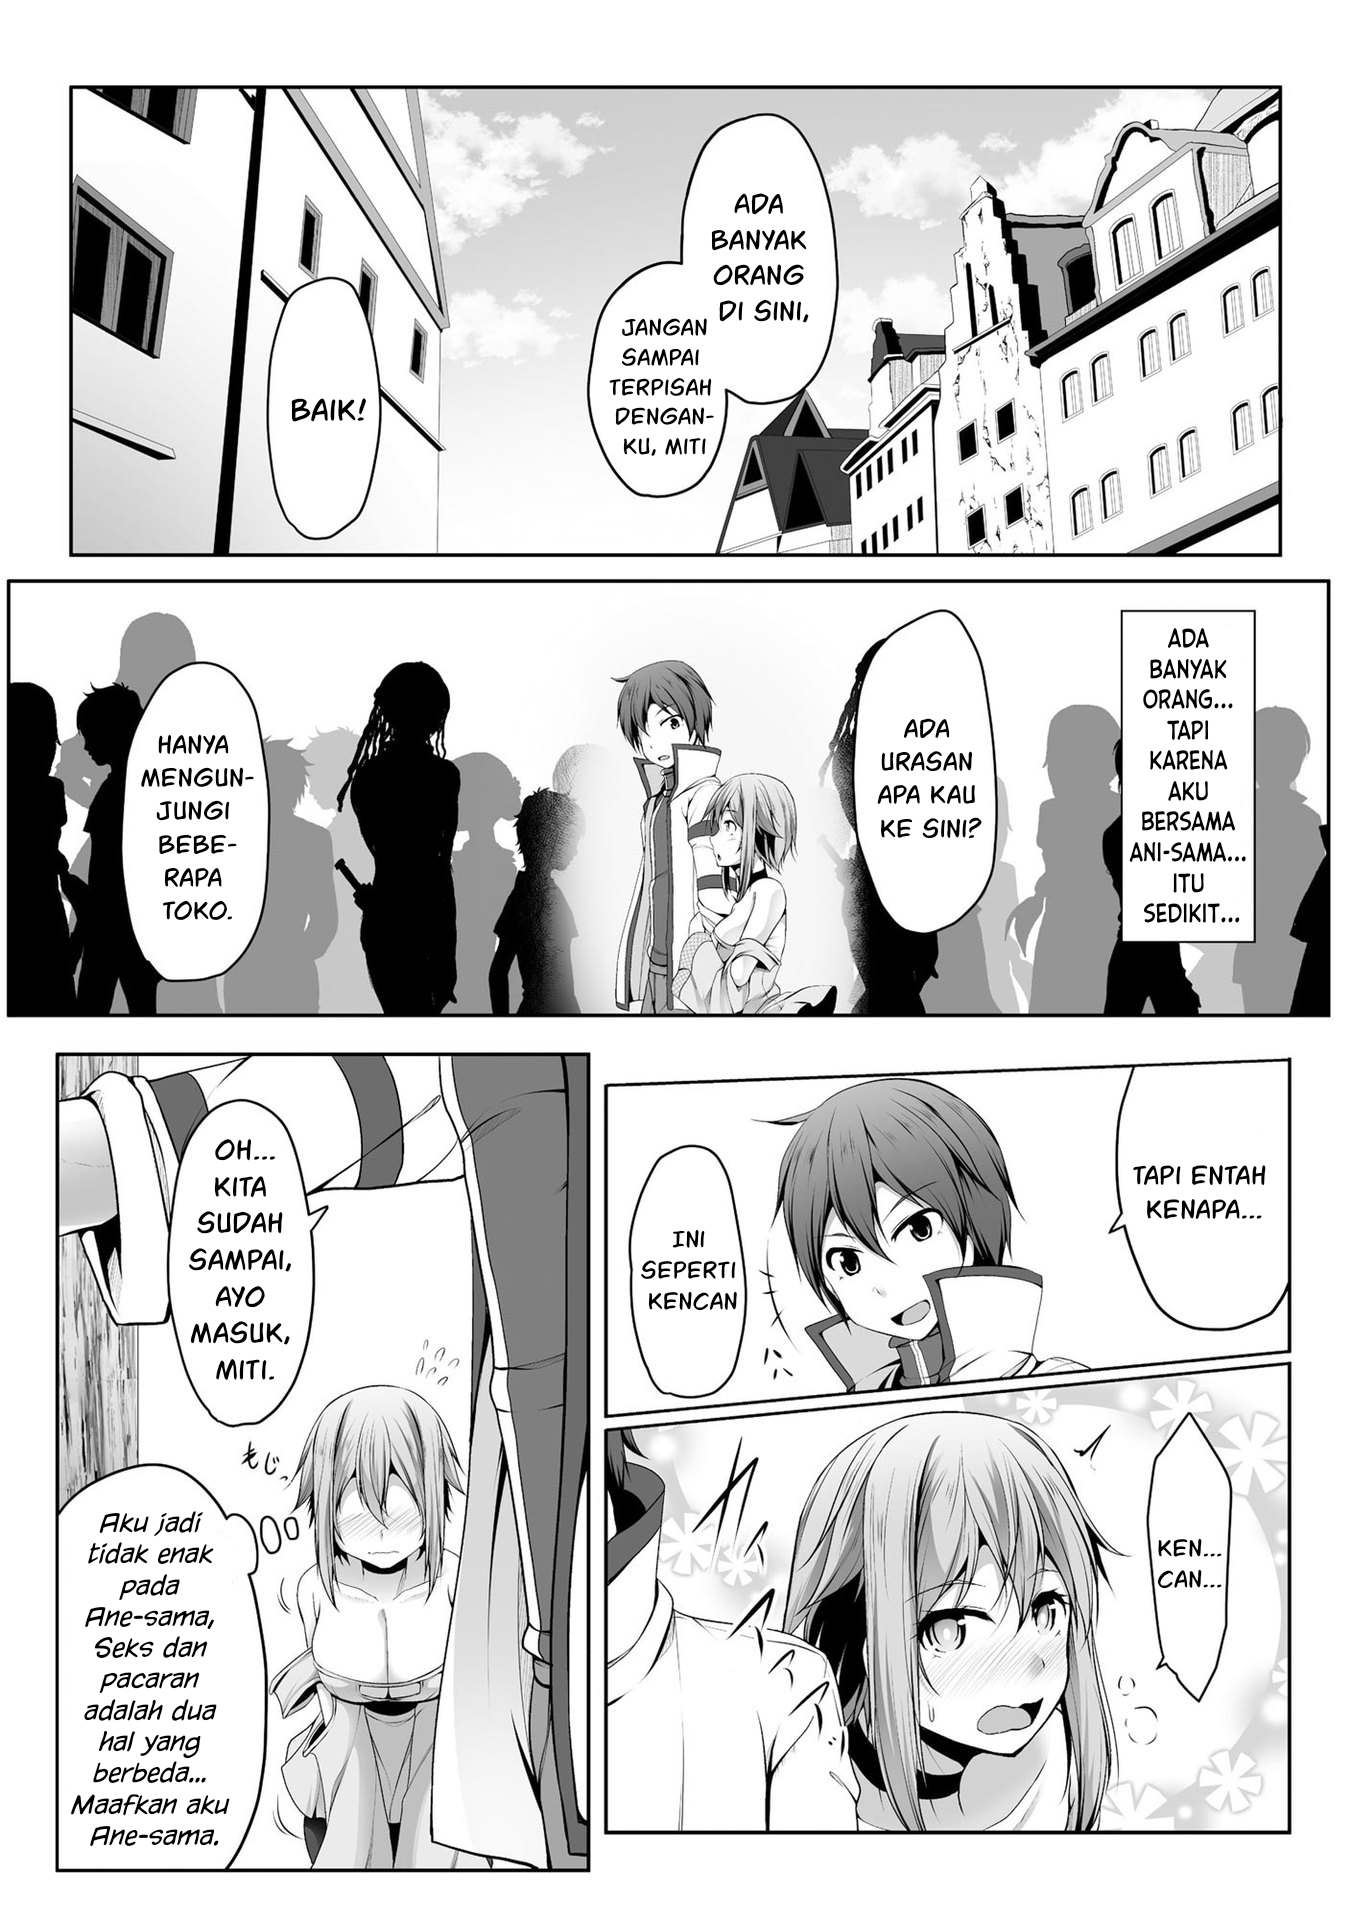 ADA
BANYAK
ORANG
DI SINI,
JANGAN
SAMPAI
TERPISAH
DENGAN-
KU, MITI
BAIK!
ADA
BANYAK
ORANG...
TAPI
KARENA
AKU
BERSAMA
ANI-SAMA...
ITU
SEDIKIT...
ADA
URASAN
APA KAU
KE SINI?
HANYA
MENGUN-
JUNGI
BEBE-
RAPA
TOKO.
TAPI ENTAH
KENAPA...
INI
SEPERTI
KENCAN
KEN...
CAN...
OH...
KITA
SUDAH
SAMPAI,
AYO
MASUK,
MITI.
もじっ
Aku jadi
tidak enak
pada
Ane-sama,
Seks dan
pacaran
adalah dua
hal yang
berbeda...
Maafkan aku
Ane-sama.